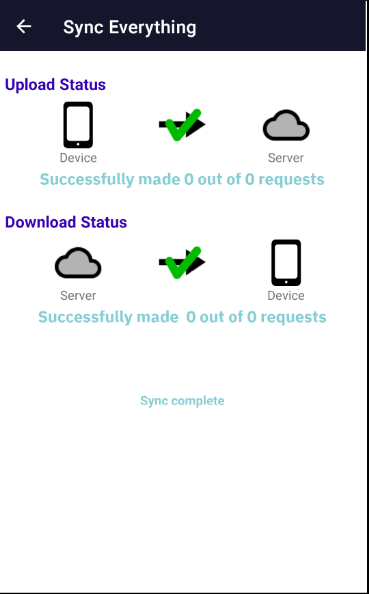 Sync Everything
Upload Status
Device
Server
Successfully made 0 out of 0 requests
Download Status
Server
Device
Successfully made 0 out of 0 requests
Sync complete